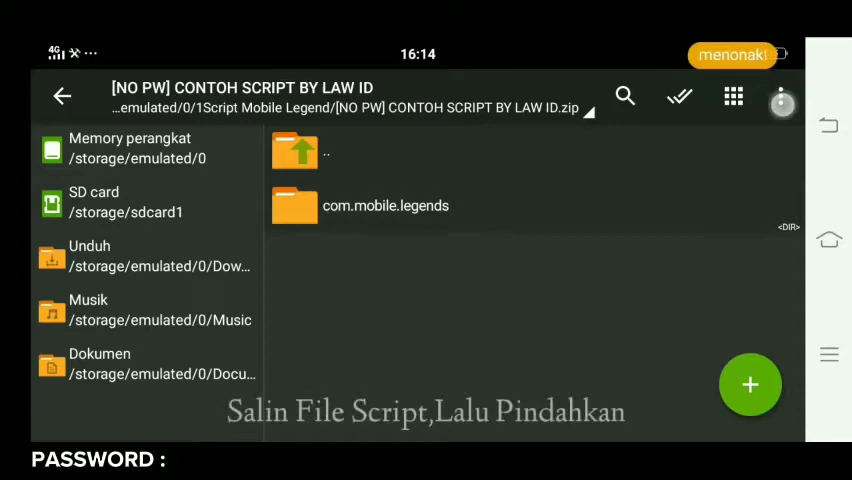 4G
16:14
menonak
[NO PW] CONTOH SCRIPT BY LAW ID
...emulated/0/1Script Mobile Legend/[NO PW] CONTOH SCRIPT BY LAW ID.zip
Memory perangkat
/storage/emulated/0
..
SD card
/storage/sdcard1
com.mobile.legends
<DIR>
Unduh
/storage/emulated/0/Dow...
Musik
/storage/emulated/0/Music
Dokumen
/storage/emulated/0/Docu...
Salin File Script,Lalu Pindahkan
PASSWORD :